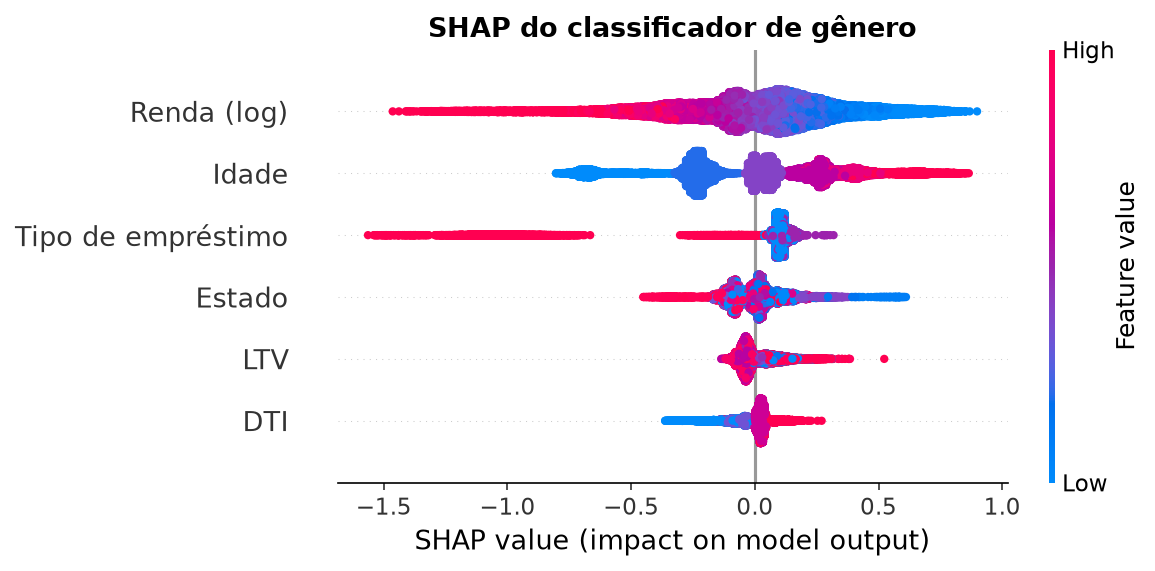 SHAP do classificador de gênero
High
Renda (log)
Idade
Tipo de empréstimo
Estado
LTV
DTI
Feature value
Low
−1.5 −1.0 −0.5 0.0 0.5 1.0
SHAP value (impact on model output)